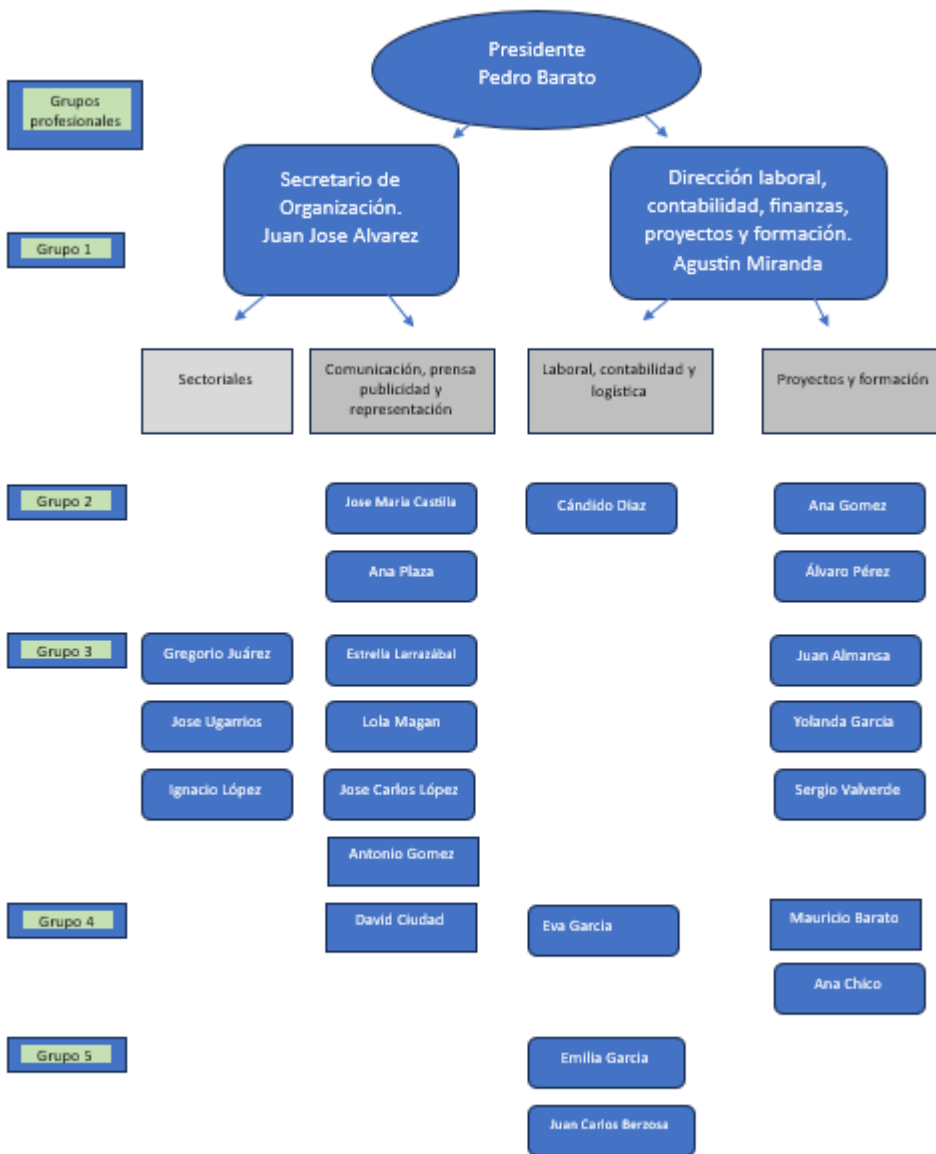 Presidente
Pedro Barato
Grupos
profesionales
Secretario de
Organización.
Juan Jose Alvarez
Dirección laboral,
contabilidad, finanzas,
proyectos y formación.
Agustin Miranda
Grupo 1
Sectoriales
Comunicación, prensa
publicidad y
representación
Laboral, contabilidad y
logística
Proyectos y formación
Grupo 2
Jose Maria Castilla
Cándido Diaz
Ana Gomez
Ana Plaza
Álvaro Pérez
Grupo 3
Gregorio Juárez
Estrella Larrazábal
Juan Almansa
Jose Ugarrios
Lola Magan
Yolanda Garcia
Ignacio López
Jose Carlos López
Sergio Valverde
Antonio Gomez
Grupo 4
David Ciudad
Eva Garcia
Mauricio Barato
Ana Chico
Grupo 5
Emilia Garcia
Juan Carlos Berzosa